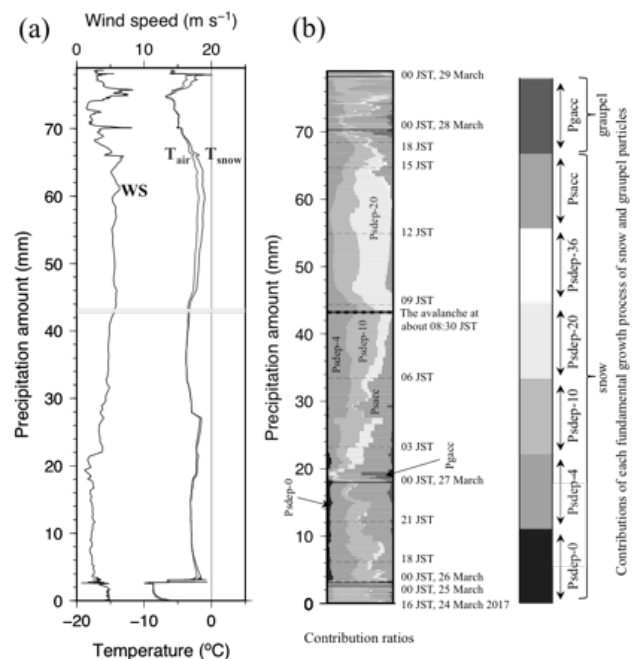 (a)
Wind speed (m s⁻¹)
0 10 20
Precipitation amount (mm)
70
60
50
40
30
20
10
0
T_air
T_snow
WS
−20 −10 0
Temperature (ºC)
(b)
Precipitation amount (mm)
70
60
50
40
30
20
10
0
Psdep-20
Psdep-4
Psdep-10
Psacc
Pgacc
Psdep-0
00 JST, 29 March
00 JST, 28 March
18 JST
15 JST
12 JST
09 JST
The avalanche at
about 08:30 JST
06 JST
03 JST
00 JST, 27 March
21 JST
18 JST
00 JST, 26 March
00 JST, 25 March
16 JST, 24 March 2017
Contribution ratios
Pgacc
Psacc
Psdep-36
Psdep-20
Psdep-10
Psdep-4
Psdep-0
graupel
snow
Contributions of each fundamental growth process of snow and graupel particles